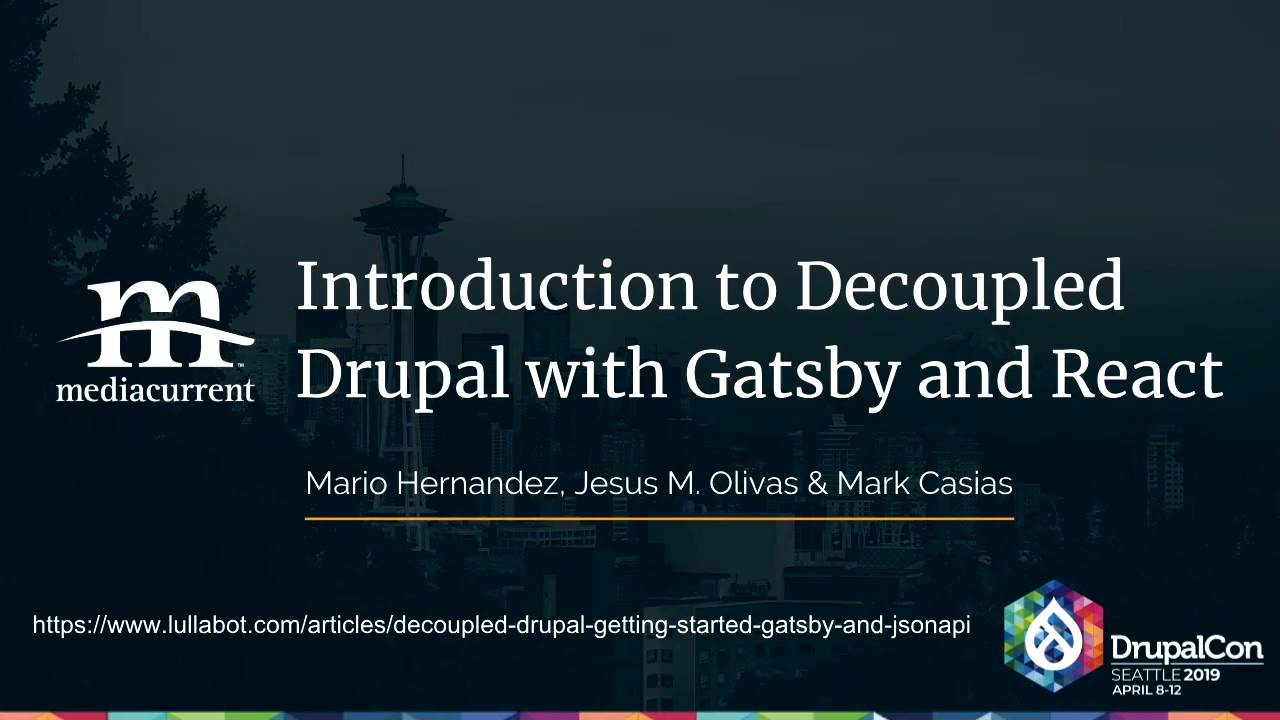 Introduction to Decoupled
Drupal with Gatsby and React
mediacurrent
Mario Hernandez, Jesus M. Olivas & Mark Casias
https://www.lullabot.com/articles/decoupled-drupal-getting-started-gatsby-and-jsonapi
DrupalCon
SEATTLE 2019
APRIL 8-12